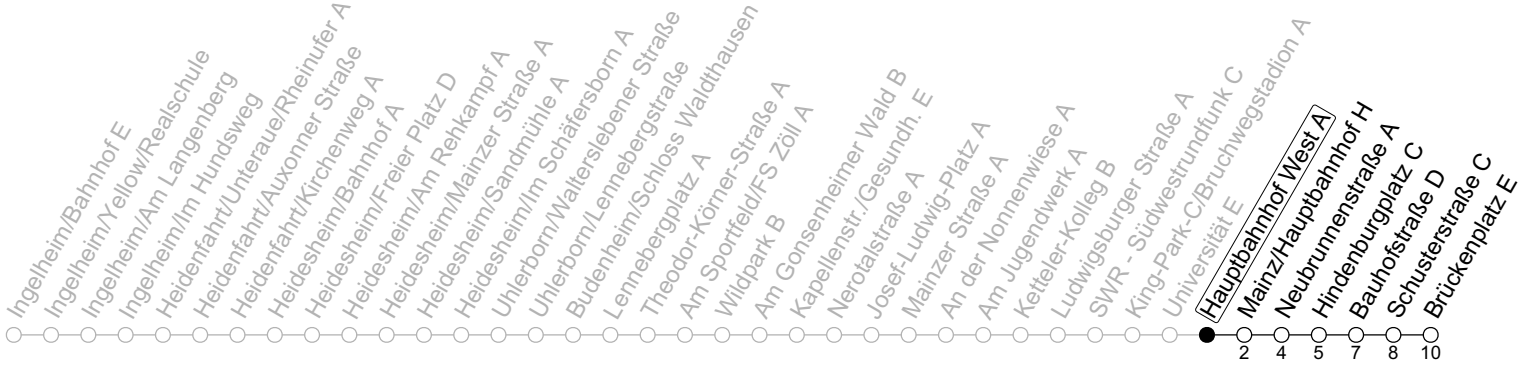 Ingelheim/Bahnhof E
Ingelheim/Yellow/Realschule
Ingelheim/Am Langenberg
Ingelheim/Im Hundsweg
Heidenfahrt/Unteraue/Rheinufer A
Heidenfahrt/Auxonner Straße
Heidenfahrt/Kirchenweg A
Heidesheim/Bahnhof A
Heidesheim/Freier Platz D
Heidesheim/Am Rehkampf A
Heidesheim/Mainzer Straße A
Heidesheim/Sandmühle A
Heidesheim/Im Schäfersborn A
Uhlerborn/Walterslebener Straße
Uhlerborn/Lennebergstraße
Budenheim/Schloss Waldthausen
Lennebergplatz A
Theodor-Körner-Straße A
Am Sportfeld/FS Zöll A
Wildpark B
Am Gonsenheimer Wald B
Kapellenstr./Gesundh. E
Nerotalstraße A
Josef-Ludwig-Platz A
Mainzer Straße A
An der Nonnenwiese A
Am Jugendwerk A
Ketteler-Kolleg B
Ludwigsburger Straße A
SWR - Südwestrundfunk C
King-Park-C/Bruchwegstadion A
Universität E
Hauptbahnhof West A
Mainz/Hauptbahnhof H
Neubrunnenstraße A
Hindenburgplatz C
Bauhofstraße D
Schusterstraße C
Brückenplatz E
2 4 5 7 8 10